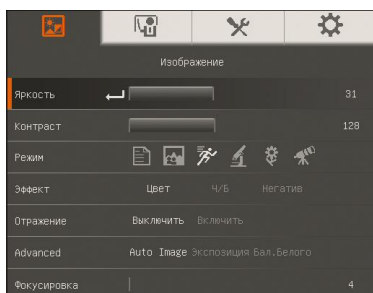 Изображение
Яркость 31
Контраст 128
Режим
Эффект Цвет Ч/Б Негатив
Отражение Выключить Включить
Advanced Auto Image Экспозиция Бал.Белого
Фокусировка 4